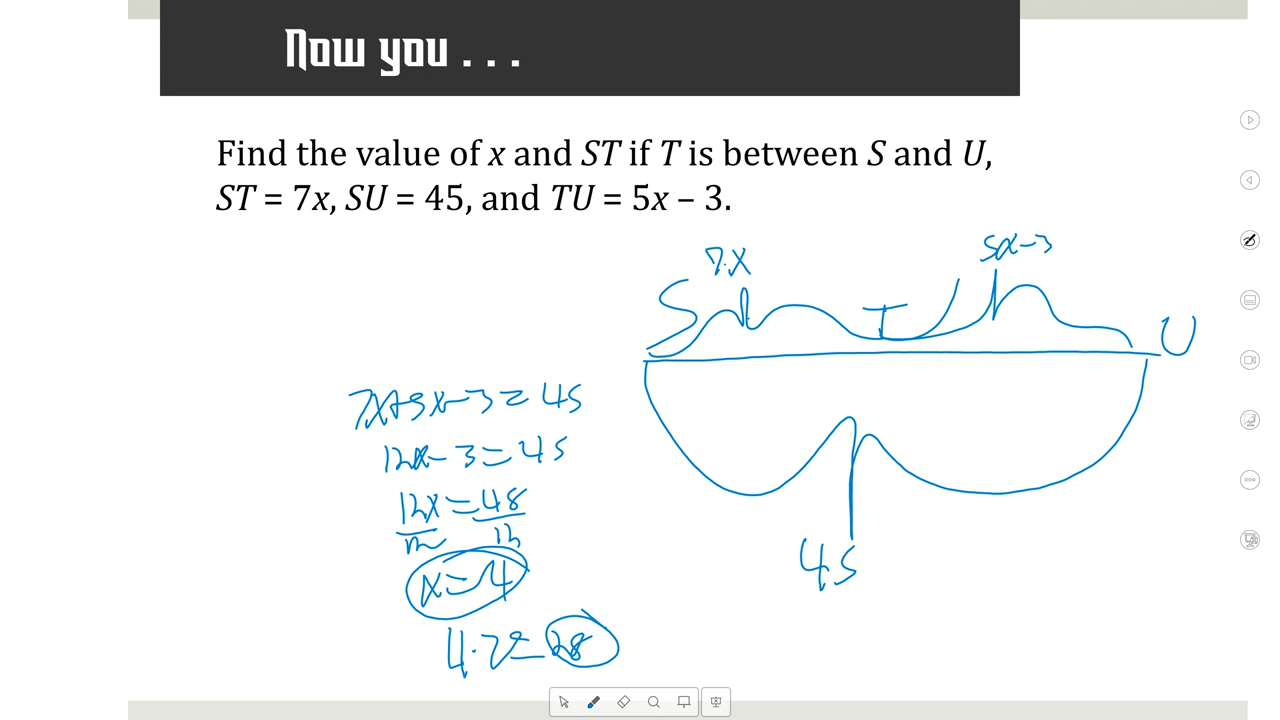 Now you . . .
Find the value of x and ST if T is between S and U,
ST = 7x, SU = 45, and TU = 5x – 3.
7x
5x-3
S
T
U
7x+5x-3=45
12x-3=45
12x=48
12 12
x=4
45
4·7=28